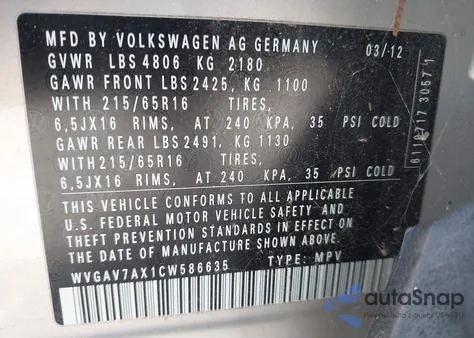 MFD BY VOLKSWAGEN AG GERMANY 03/12
GVWR LBS 4806 KG 2180
GAWR FRONT LBS 2425, KG 1100
WITH 215/65R16 TIRES,
6,5JX16 RIMS, AT 240 KPA, 35 PSI COLD
GAWR REAR LBS 2491, KG 1130
WITH 215/65R16 TIRES,
6,5JX16 RIMS, AT 240 KPA, 35 PSI COLD
THIS VEHICLE CONFORMS TO ALL APPLICABLE
U.S. FEDERAL MOTOR VEHICLE SAFETY AND
THEFT PREVENTION STANDARDS IN EFFECT
ON THE DATE OF MANUFACTURE SHOWN ABOVE.
WVGAV7AX1CW586635 TYPE: MPV
autoSnap